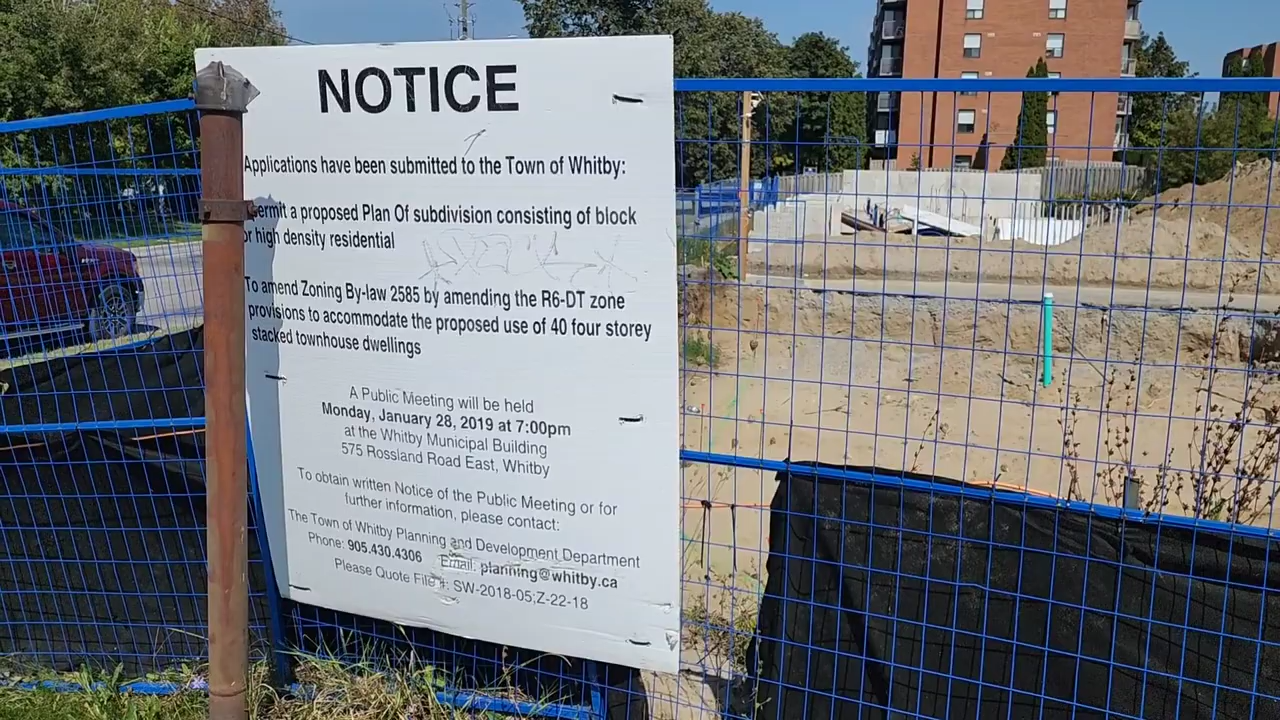 NOTICE
Applications have been submitted to the Town of Whitby:
ermit a proposed Plan Of subdivision consisting of block
or high density residential
To amend Zoning By-law 2585 by amending the R6-DT zone
provisions to accommodate the proposed use of 40 four storey
stacked townhouse dwellings
A Public Meeting will be held
Monday, January 28, 2019 at 7:00pm
at the Whitby Municipal Building
575 Rossland Road East, Whitby
To obtain written Notice of the Public Meeting or for
further information, please contact:
The Town of Whitby Planning and Development Department
Phone: 905.430.4306 Email: planning@whitby.ca
Please Quote File #: SW-2018-05;Z-22-18